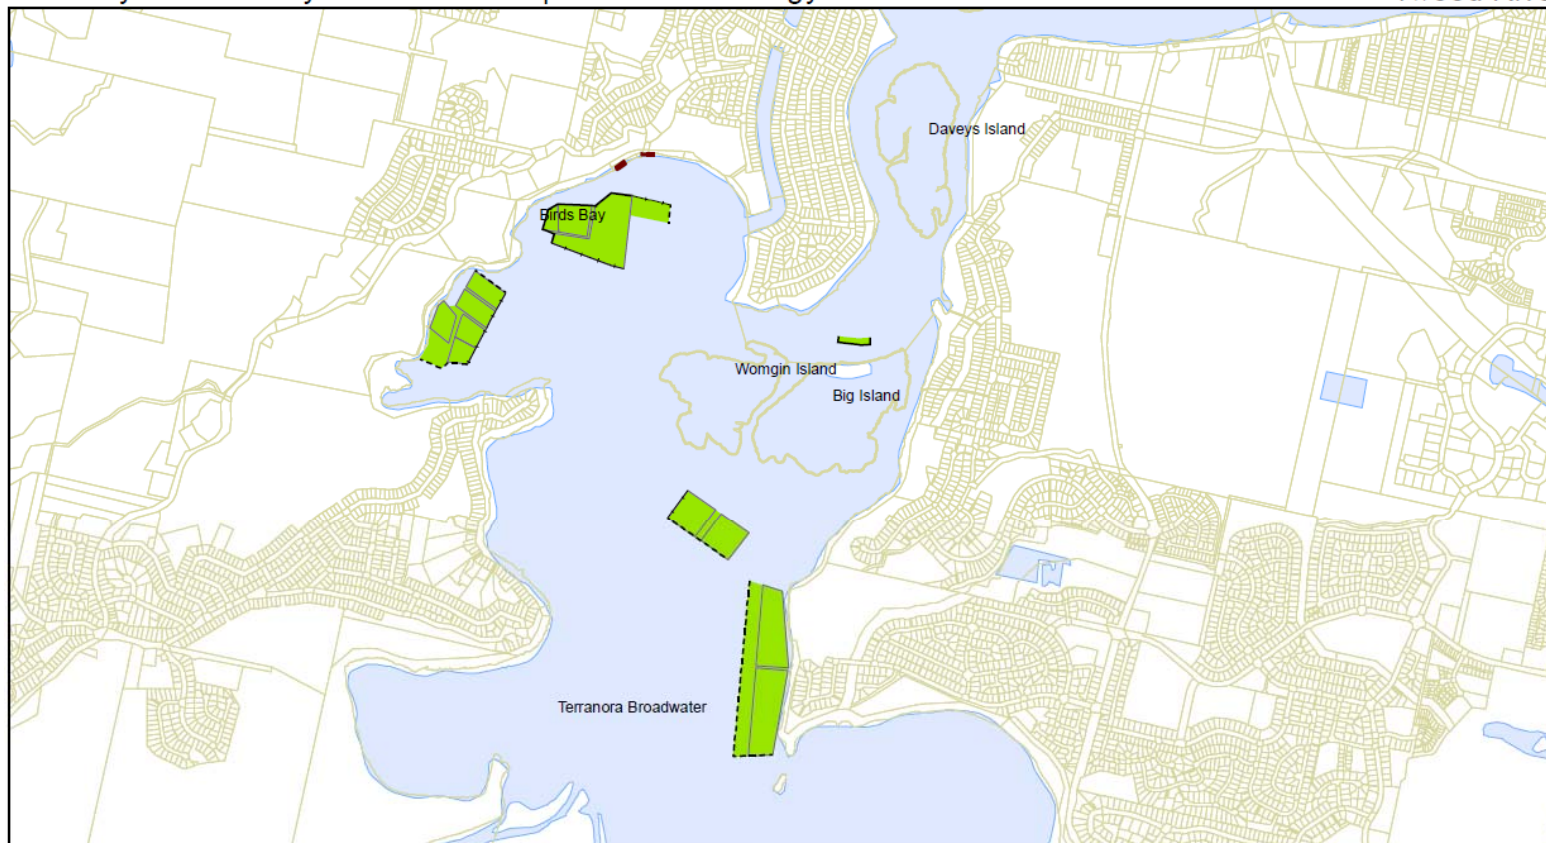 Daveys Island
Birds Bay
Womgin Island
Big Island
Terranora Broadwater